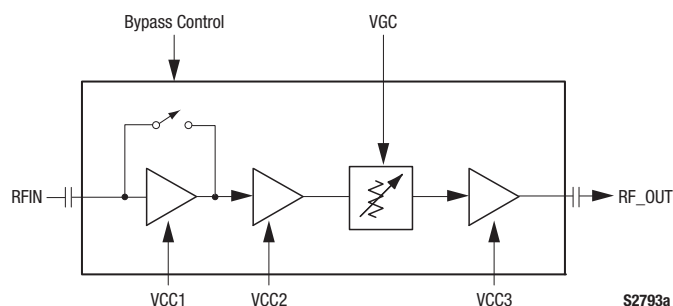 Bypass Control
VGC
RFIN
RF_OUT
VCC1
VCC2
VCC3
S2793a